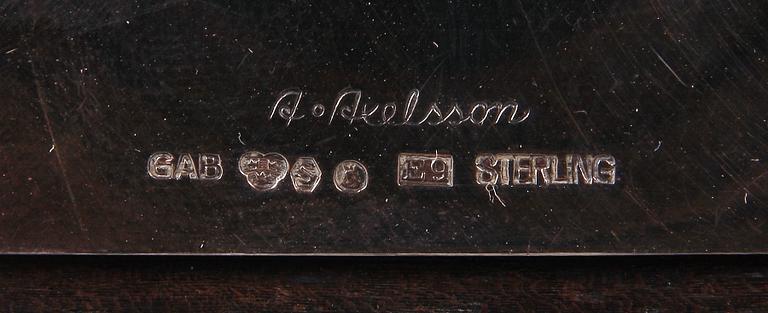 A. Axelsson
GAB S E9 STERLING